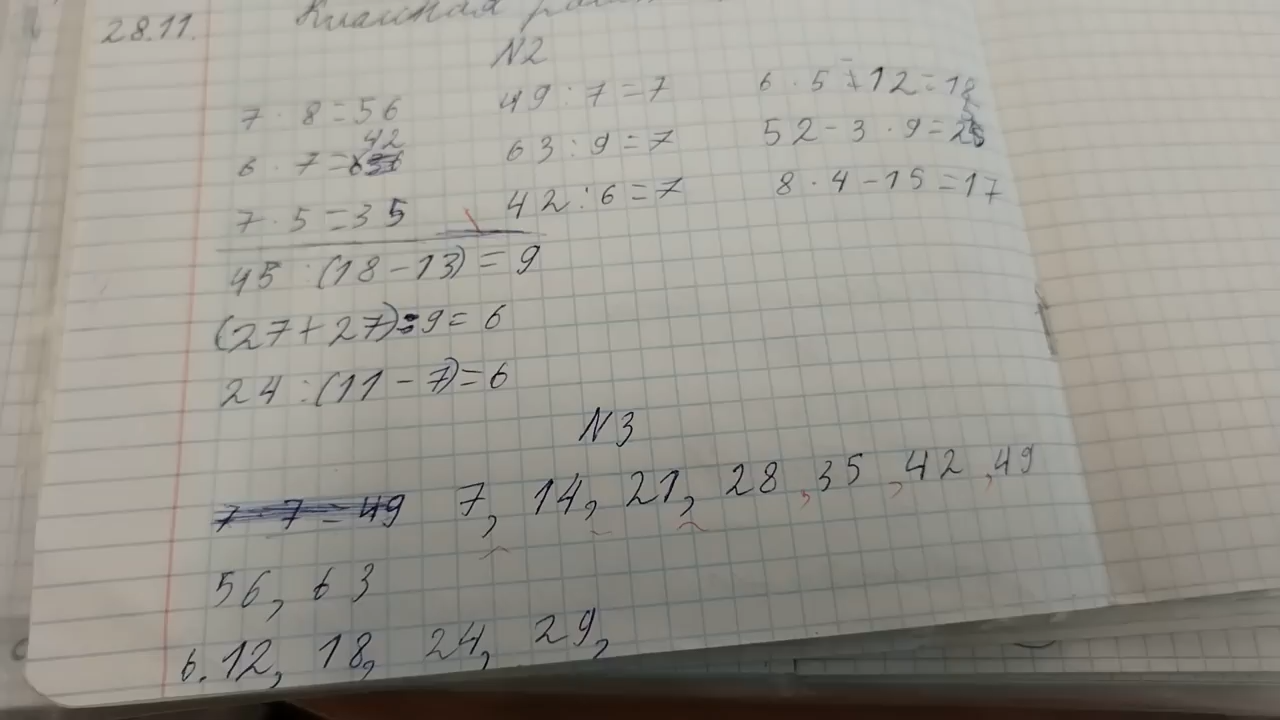 28.11. Классная
N2
7 · 8 = 56 49 : 7 = 7 6 · 5 - 12 = 18
42
6 · 7 = 63 : 9 = 7 52 - 3 · 9 = 25
7 · 5 = 35 42 : 6 = 7 8 · 4 - 15 = 17
45 : (18 - 13) = 9
(27 + 27) : 9 = 6
24 : (11 - 7) = 6
N3
7 · 7 = 49 7, 14, 21, 28, 35, 42, 49
56, 63
6. 12, 18, 24, 29,